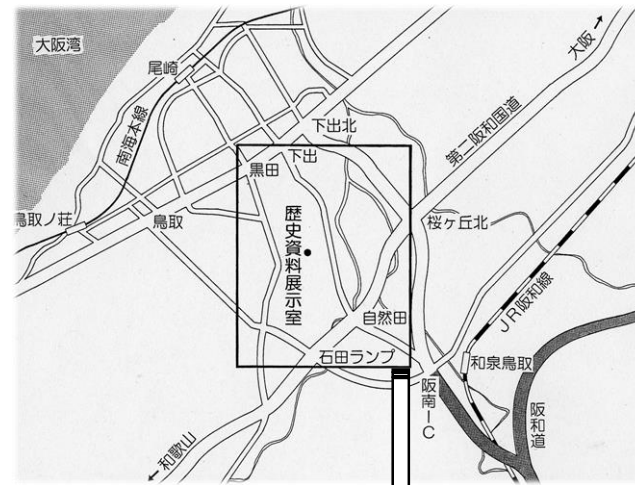 大阪湾
尾崎
大阪→
下出北
第二阪和国道
南海本線
下出
黒田
鳥取ノ荘
鳥取
桜ヶ丘北
歴史資料展示室
JR阪和線
自然田
石田ランプ
和泉鳥取
阪南IC
阪和道
←和歌山